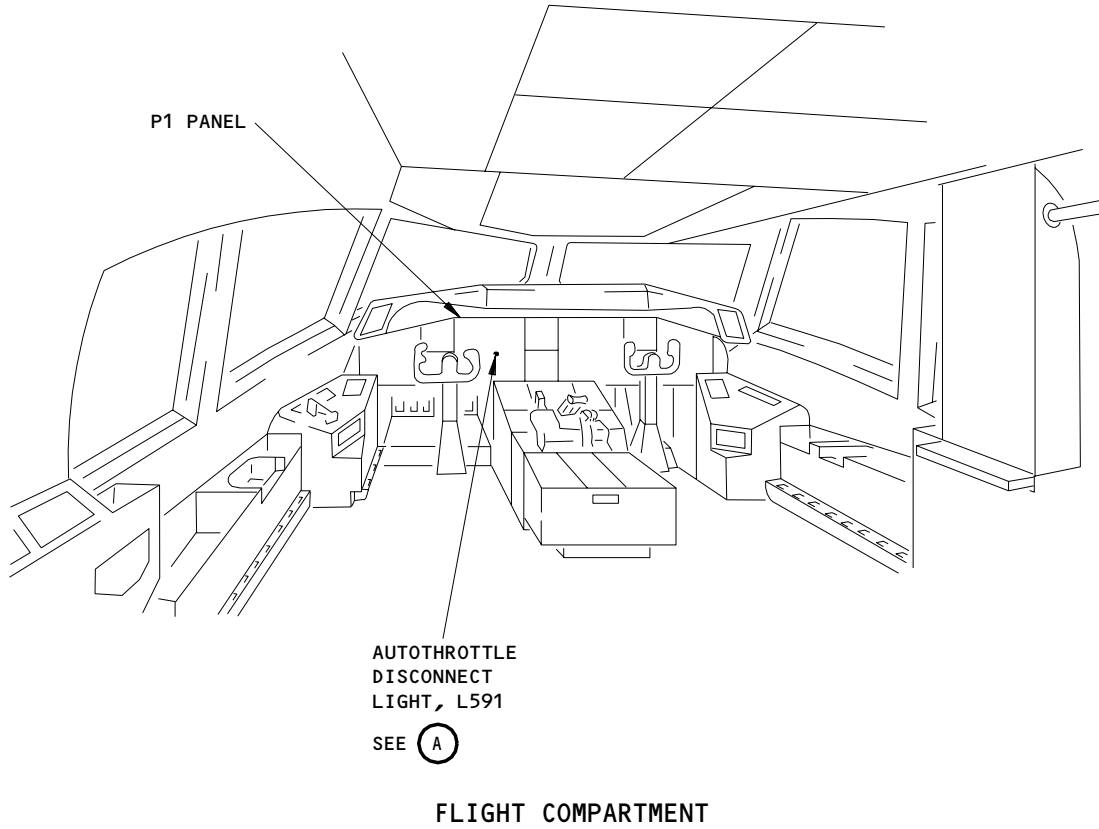 P1 PANEL
AUTOTHROTTLE
DISCONNECT
LIGHT, L591
SEE A
FLIGHT COMPARTMENT